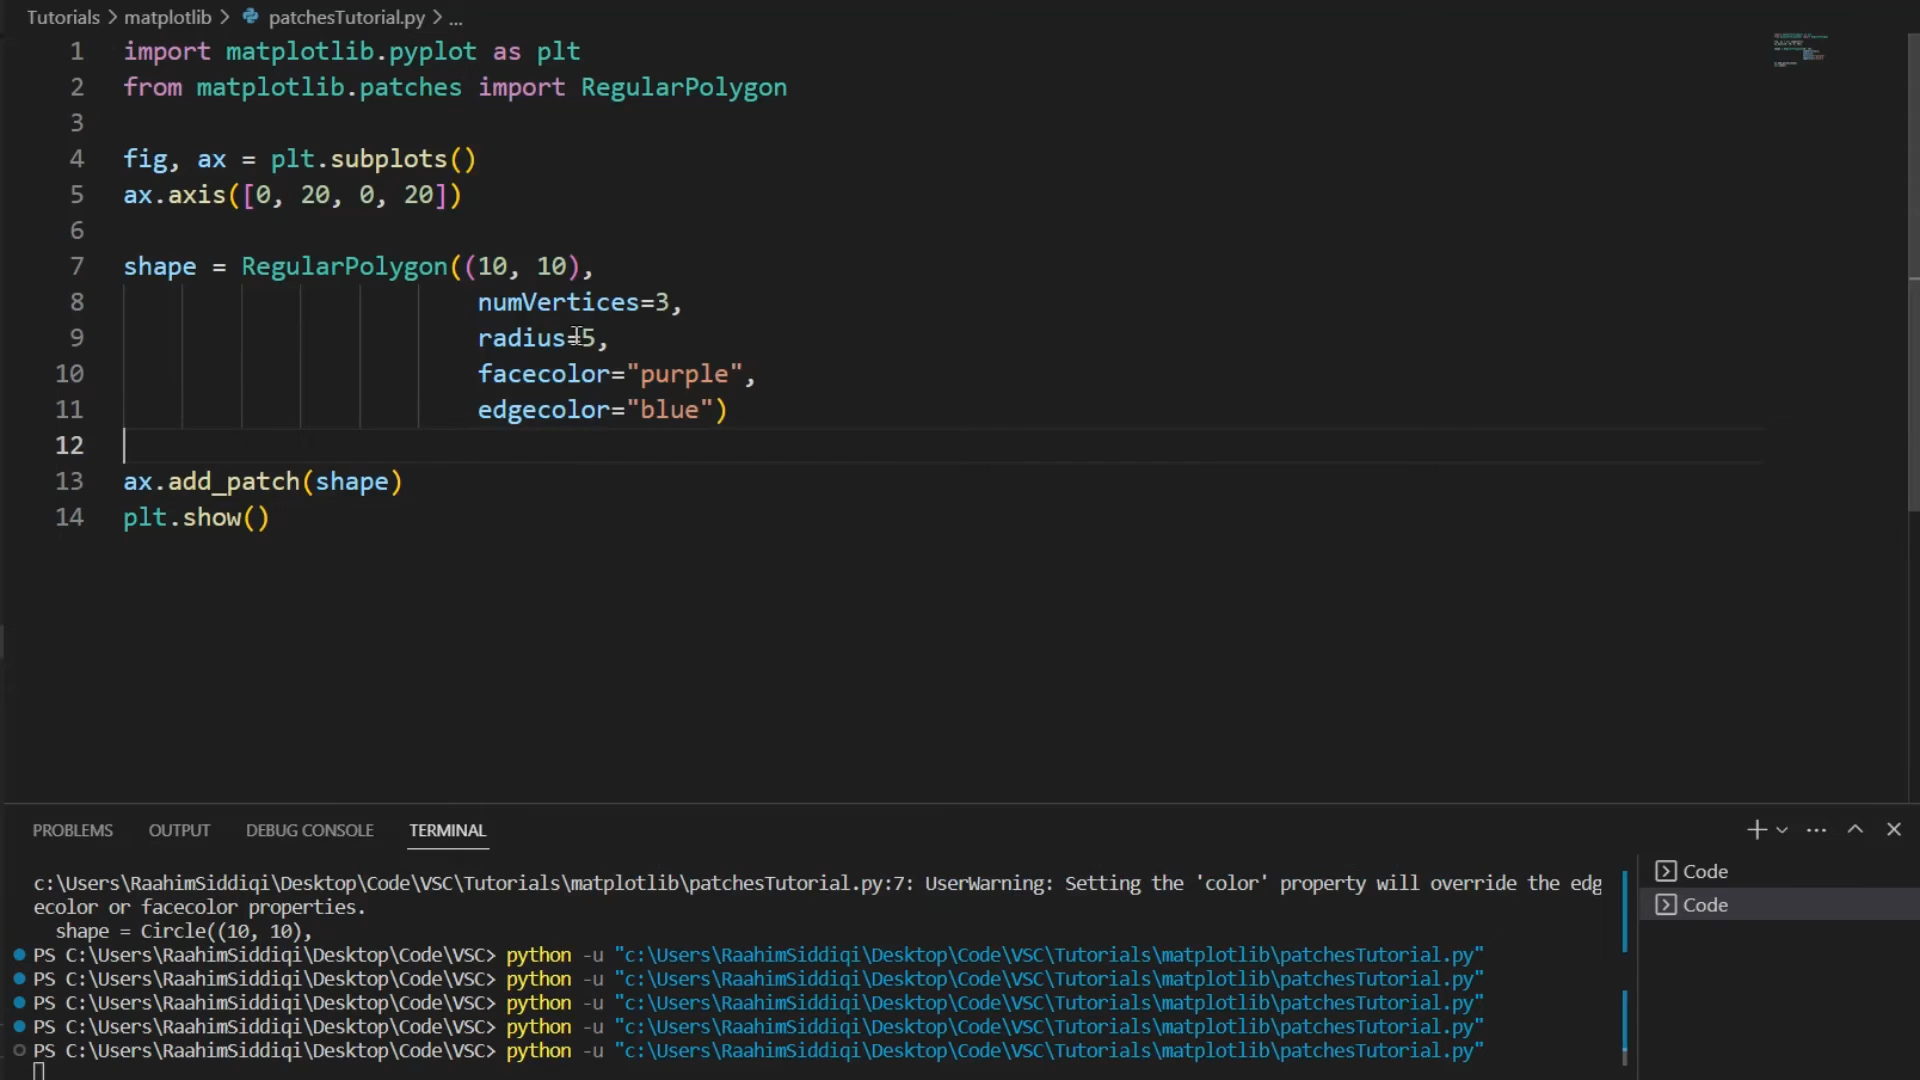 Tutorials > matplotlib > patchesTutorial.py > ...
1 import matplotlib.pyplot as plt
2 from matplotlib.patches import RegularPolygon
3
4 fig, ax = plt.subplots()
5 ax.axis([0, 20, 0, 20])
6
7 shape = RegularPolygon((10, 10),
8 numVertices=3,
9 radius=5,
10 facecolor="purple",
11 edgecolor="blue")
12
13 ax.add_patch(shape)
14 plt.show()
PROBLEMS OUTPUT DEBUG CONSOLE TERMINAL
c:\Users\RaahimSiddiqi\Desktop\Code\VSC\Tutorials\matplotlib\patchesTutorial.py:7: UserWarning: Setting the 'color' property will override the edg
ecolor or facecolor properties.
shape = Circle((10, 10),
PS C:\Users\RaahimSiddiqi\Desktop\Code\VSC> python -u "c:\Users\RaahimSiddiqi\Desktop\Code\VSC\Tutorials\matplotlib\patchesTutorial.py"
PS C:\Users\RaahimSiddiqi\Desktop\Code\VSC> python -u "c:\Users\RaahimSiddiqi\Desktop\Code\VSC\Tutorials\matplotlib\patchesTutorial.py"
PS C:\Users\RaahimSiddiqi\Desktop\Code\VSC> python -u "c:\Users\RaahimSiddiqi\Desktop\Code\VSC\Tutorials\matplotlib\patchesTutorial.py"
PS C:\Users\RaahimSiddiqi\Desktop\Code\VSC> python -u "c:\Users\RaahimSiddiqi\Desktop\Code\VSC\Tutorials\matplotlib\patchesTutorial.py"
PS C:\Users\RaahimSiddiqi\Desktop\Code\VSC> python -u "c:\Users\RaahimSiddiqi\Desktop\Code\VSC\Tutorials\matplotlib\patchesTutorial.py"
Code
Code